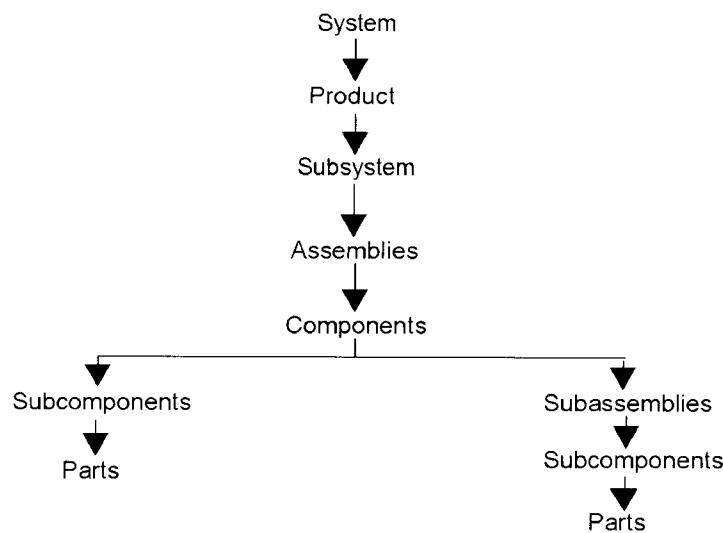 System
Product
Subsystem
Assemblies
Components
Subcomponents
Subassemblies
Parts
Subcomponents
Parts